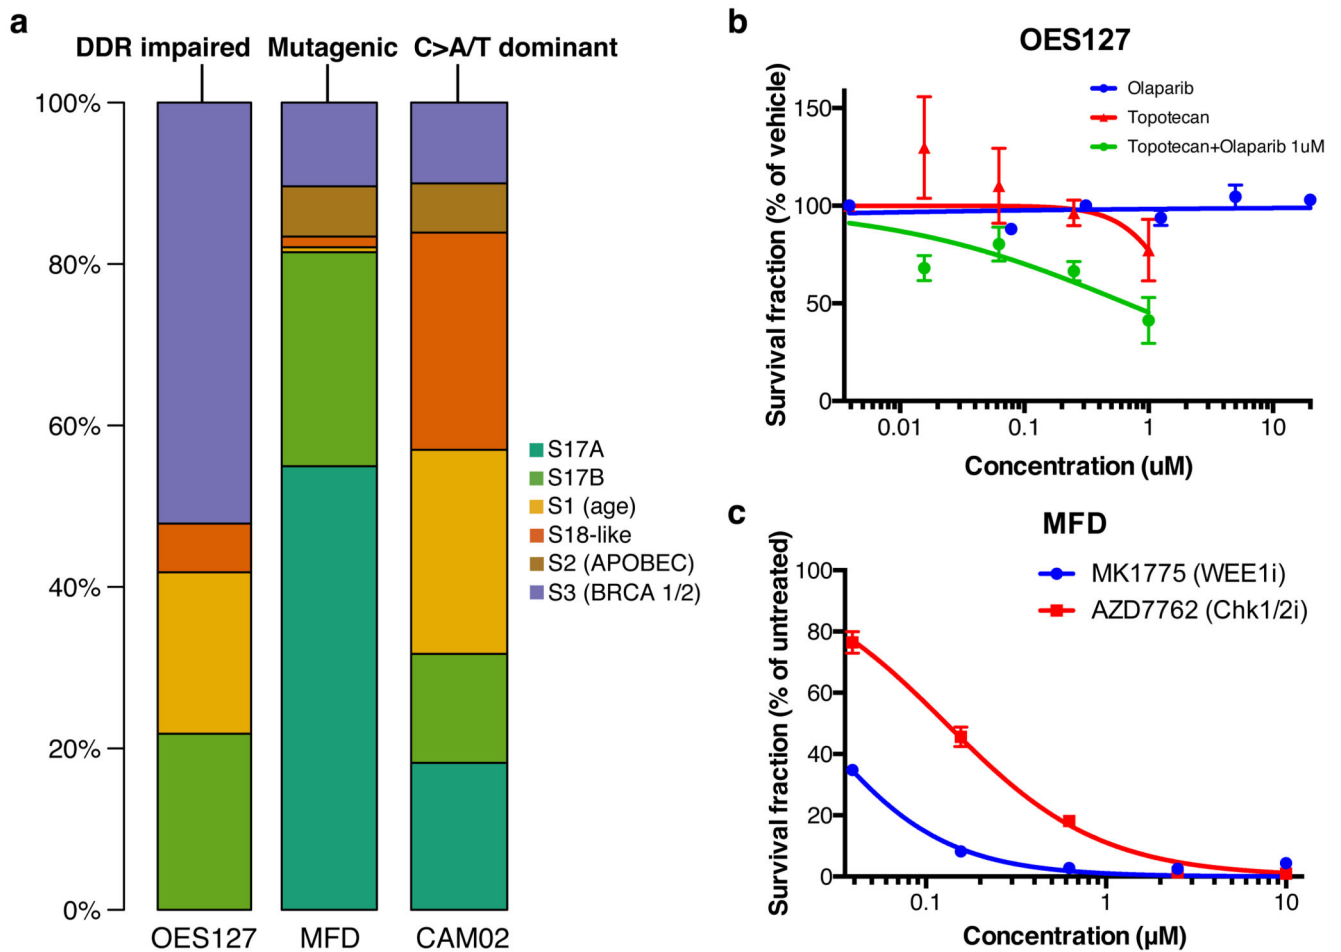 a
DDR impaired Mutagenic C>A/T dominant
100%
80%
60%
40%
20%
0%
OES127 MFD CAM02
S17A
S17B
S1 (age)
S18-like
S2 (APOBEC)
S3 (BRCA 1/2)
b
OES127
Survival fraction (% of vehicle)
150
100
50
0
Olaparib
Topotecan
Topotecan+Olaparib 1uM
0.01 0.1 1 10
Concentration (uM)
c
MFD
Survival fraction (% of untreated)
100
80
60
40
20
0
MK1775 (WEE1i)
AZD7762 (Chk1/2i)
0.1 1 10
Concentration (µM)